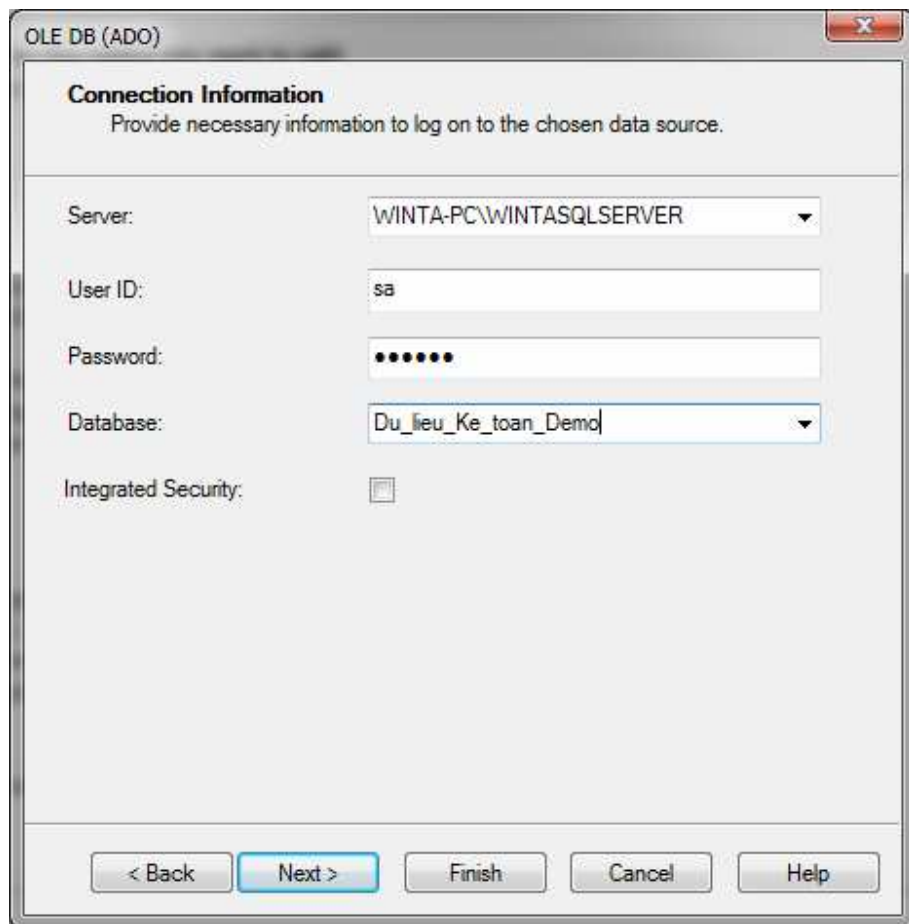 OLE DB (ADO)
Connection Information
Provide necessary information to log on to the chosen data source.
Server: WINTA-PC\WINTASQLSERVER
User ID: sa
Password: ●●●●●●
Database: Du_lieu_Ke_toan_Demo
Integrated Security:
< Back Next > Finish Cancel Help